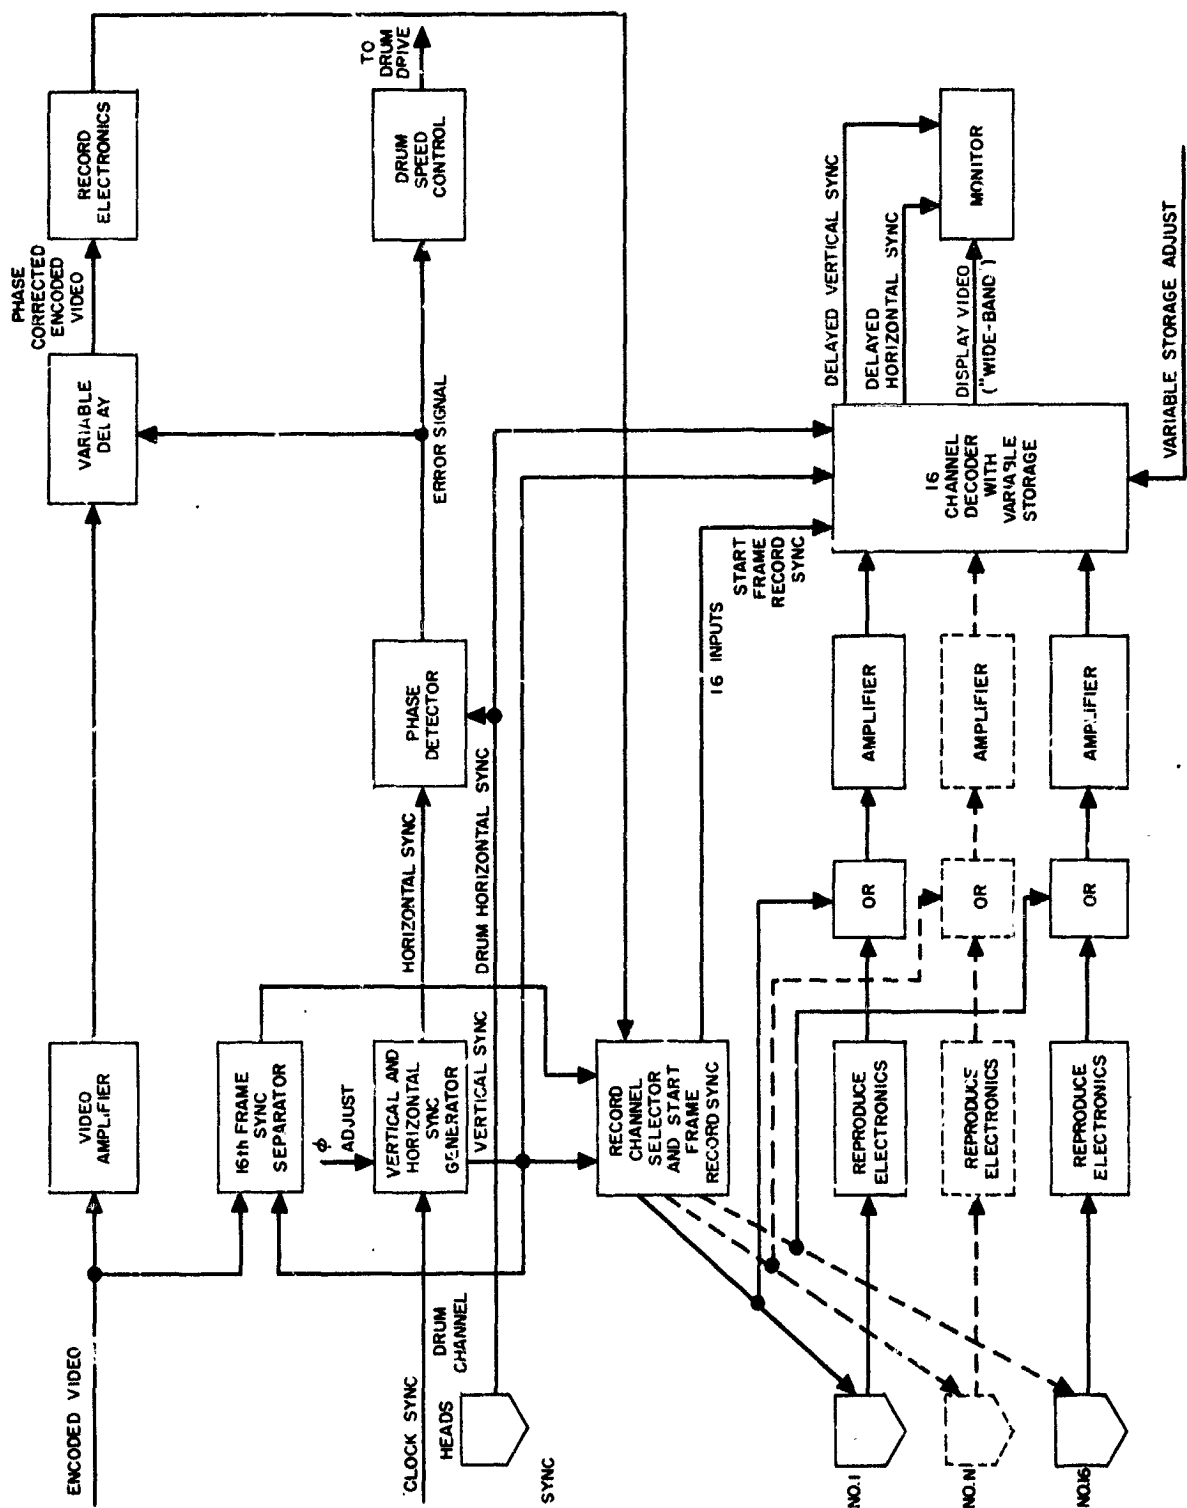 ENCODED VIDEO
VIDEO
AMPLIFIER
VARIABLE
DELAY
PHASE
CORRECTED
ENCODED
VIDEO
RECORD
ELECTRONICS
16th FRAME
SYNC
SEPARATOR
ϕ
ADJUST
CLOCK SYNC
VERTICAL AND
HORIZONTAL
SYNC
GENERATOR
HORIZONTAL SYNC
PHASE
DETECTOR
ERROR SIGNAL
DRUM
SPEED
CONTROL
TO
DRUM
DRIVE
DRUM
CHANNEL
HEADS
SYNC
VERTICAL SYNC
DRUM HORIZONTAL SYNC
RECORD
CHANNEL
SELECTOR
AND START
FRAME
RECORD SYNC
16 INPUTS
START
FRAME
RECORD
SYNC
NO.1
REPRODUCE
ELECTRONICS
OR
AMPLIFIER
NO.N
REPRODUCE
ELECTRONICS
OR
AMPLIFIER
NO.16
REPRODUCE
ELECTRONICS
OR
AMPLIFIER
16
CHANNEL
DECODER
WITH
VARIABLE
STORAGE
DELAYED VERTICAL SYNC
DELAYED
HORIZONTAL SYNC
DISPLAY VIDEO
("WIDE-BAND")
MONITOR
VARIABLE STORAGE ADJUST